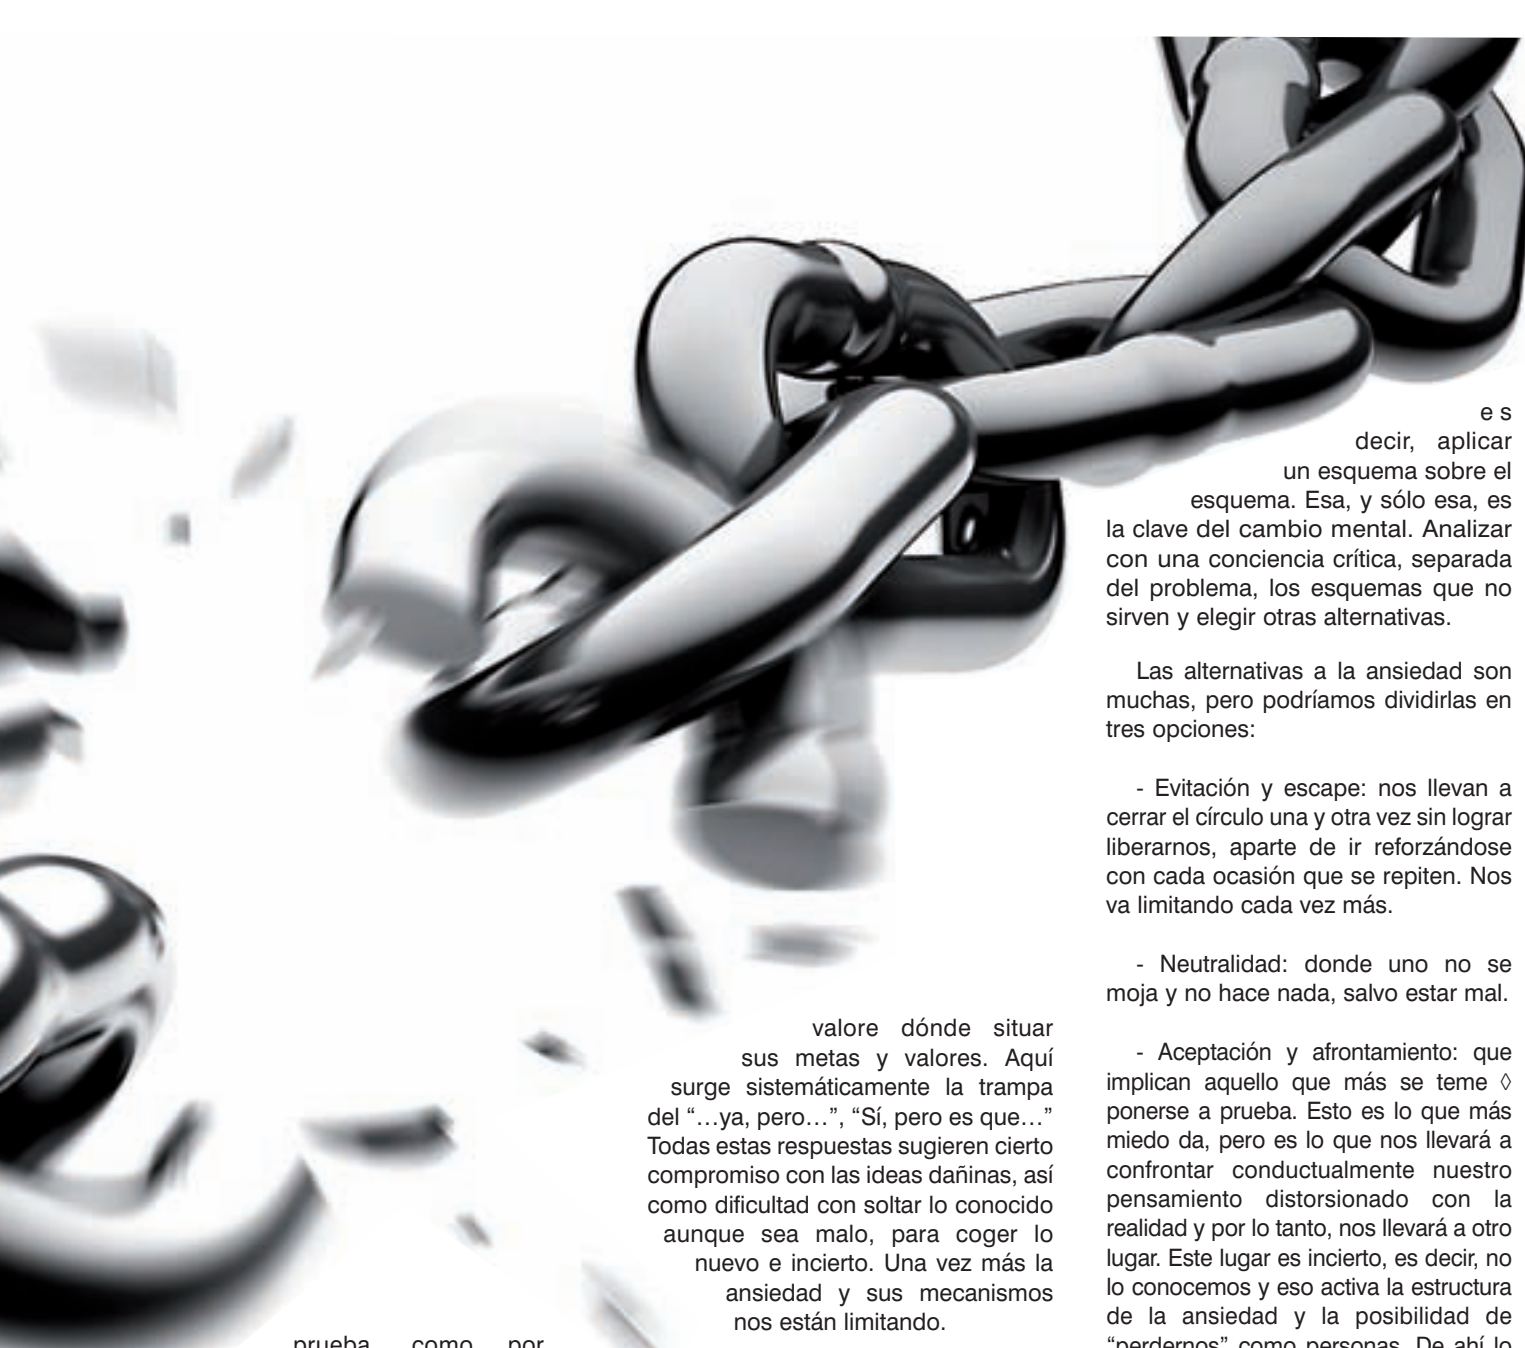 prueba, como por
valore dónde situar
sus metas y valores. Aquí
surge sistemáticamente la trampa
del “…ya, pero…”, “Sí, pero es que…”
Todas estas respuestas sugieren cierto
compromiso con las ideas dañinas, así
como dificultad con soltar lo conocido
aunque sea malo, para coger lo
nuevo e incierto. Una vez más la
ansiedad y sus mecanismos
nos están limitando.
e s
decir, aplicar
un esquema sobre el
esquema. Esa, y sólo esa, es
la clave del cambio mental. Analizar
con una conciencia crítica, separada
del problema, los esquemas que no
sirven y elegir otras alternativas.
Las alternativas a la ansiedad son
muchas, pero podríamos dividirlas en
tres opciones:
- Evitación y escape: nos llevan a
cerrar el círculo una y otra vez sin lograr
liberarnos, aparte de ir reforzándose
con cada ocasión que se repiten. Nos
va limitando cada vez más.
- Neutralidad: donde uno no se
moja y no hace nada, salvo estar mal.
- Aceptación y afrontamiento: que
implican aquello que más se teme ◊
ponerse a prueba. Esto es lo que más
miedo da, pero es lo que nos llevará a
confrontar conductualmente nuestro
pensamiento distorsionado con la
realidad y por lo tanto, nos llevará a otro
lugar. Este lugar es incierto, es decir, no
lo conocemos y eso activa la estructura
de la ansiedad y la posibilidad de
“perdernos” como personas. De ahí lo